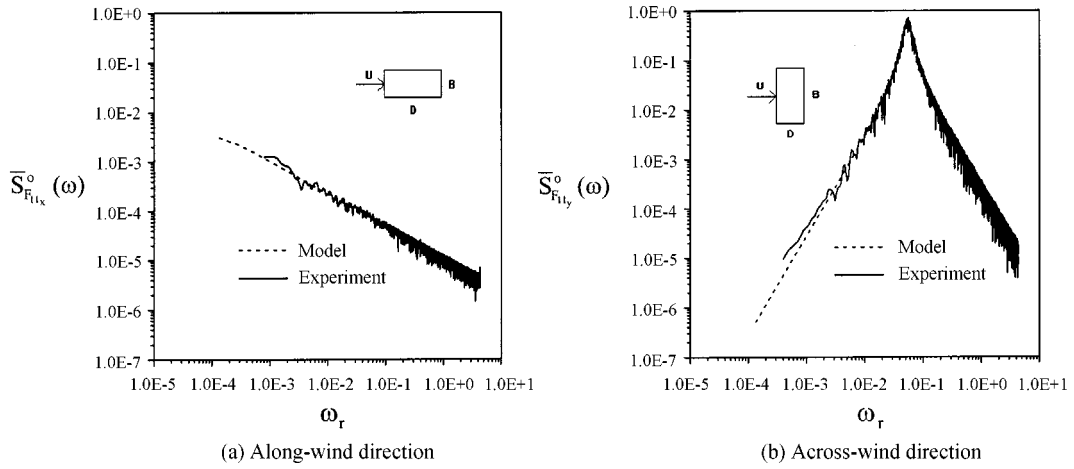 1.0E+0
1.0E-1
1.0E-2
1.0E-3
1.0E-4
1.0E-5
1.0E-6
1.0E-7
S̅°F₁₁ₓ(ω)
U
B
D
Model
Experiment
1.0E-5 1.0E-4 1.0E-3 1.0E-2 1.0E-1 1.0E+0 1.0E+1
ωr
(a) Along-wind direction
1.0E+0
1.0E-1
1.0E-2
1.0E-3
1.0E-4
1.0E-5
1.0E-6
1.0E-7
S̅°F₁₁y(ω)
U
B
D
Model
Experiment
1.0E-5 1.0E-4 1.0E-3 1.0E-2 1.0E-1 1.0E+0 1.0E+1
ωr
(b) Across-wind direction